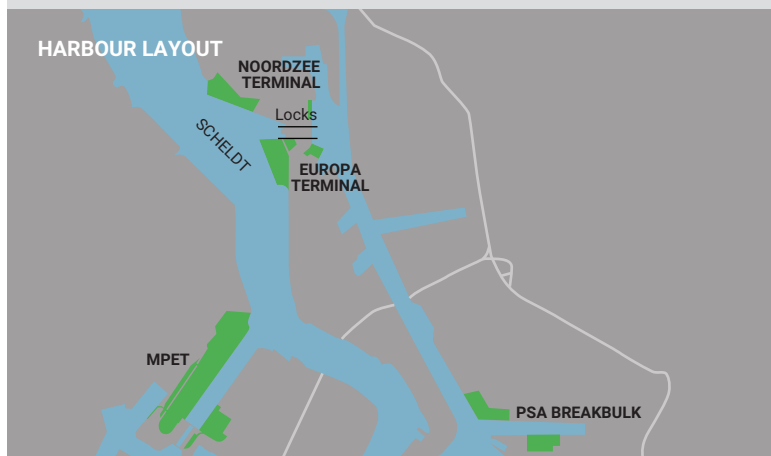 HARBOUR LAYOUT
NOORDZEE
TERMINAL
Locks
SCHELDT
EUROPA
TERMINAL
MPET
PSA BREAKBULK